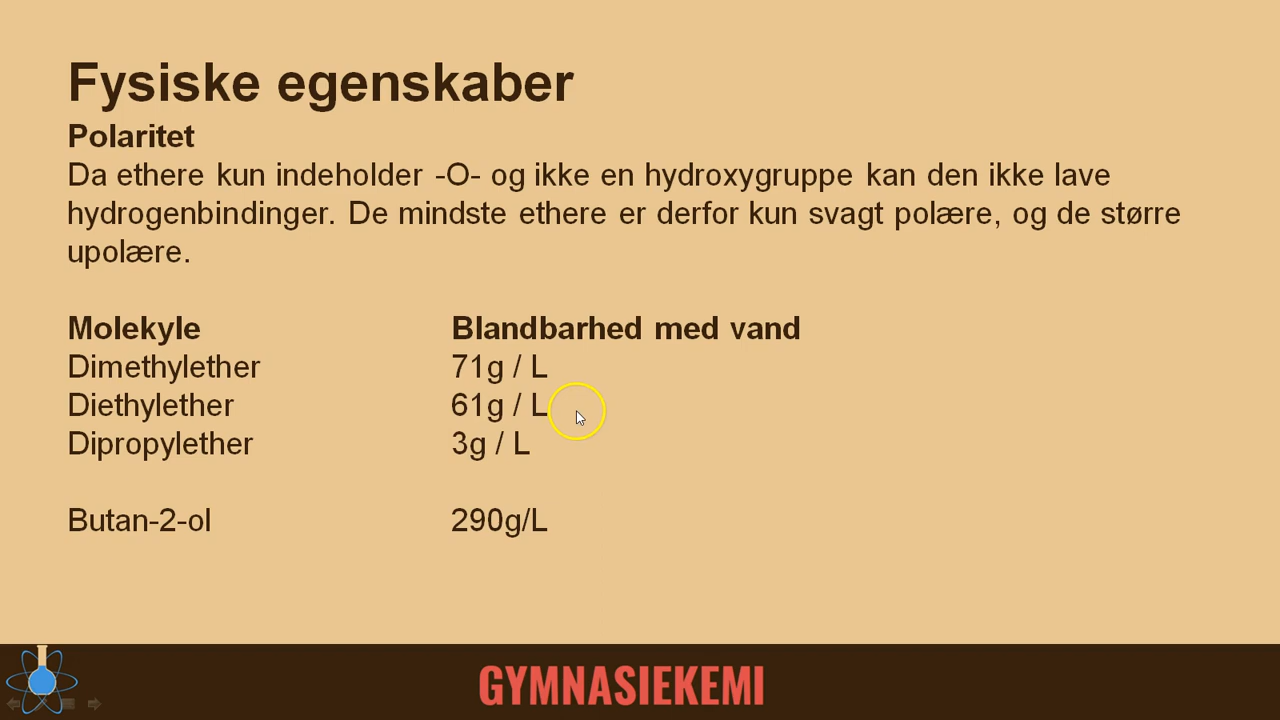 Fysiske egenskaber
Polaritet
Da ethere kun indeholder -O- og ikke en hydroxygruppe kan den ikke lave
hydrogenbindinger. De mindste ethere er derfor kun svagt polære, og de større
upolære.
Molekyle Blandbarhed med vand
Dimethylether 71g / L
Diethylether 61g / L
Dipropylether 3g / L
Butan-2-ol 290g/L
GYMNASIEKEMI